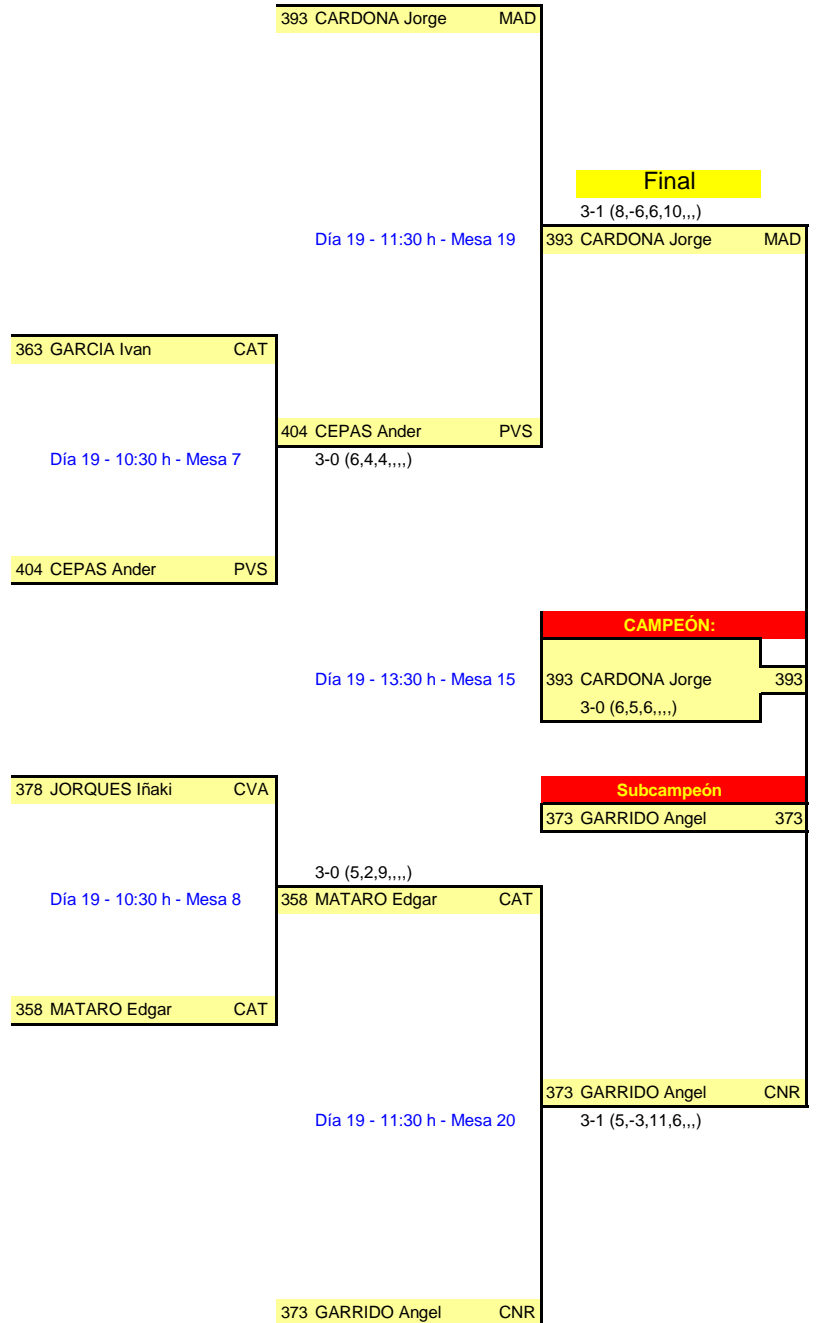 393 CARDONA Jorge MAD
Final
3-1 (8,-6,6,10,,,)
Día 19 - 11:30 h - Mesa 19
393 CARDONA Jorge MAD
363 GARCIA Ivan CAT
404 CEPAS Ander PVS
Día 19 - 10:30 h - Mesa 7
3-0 (6,4,4,,,,)
404 CEPAS Ander PVS
CAMPEÓN:
Día 19 - 13:30 h - Mesa 15
393 CARDONA Jorge 393
3-0 (6,5,6,,,,)
378 JORQUES Iñaki CVA
Subcampeón
373 GARRIDO Angel 373
3-0 (5,2,9,,,,)
Día 19 - 10:30 h - Mesa 8
358 MATARO Edgar CAT
358 MATARO Edgar CAT
373 GARRIDO Angel CNR
Día 19 - 11:30 h - Mesa 20
3-1 (5,-3,11,6,,,)
373 GARRIDO Angel CNR